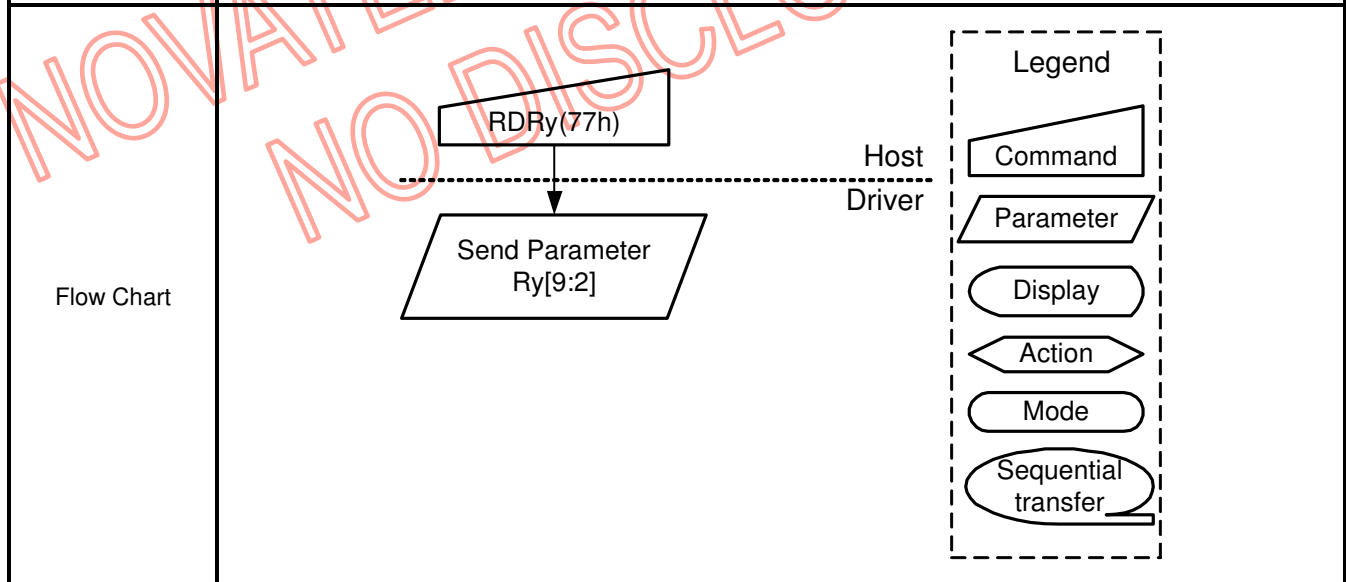 NOVATE
NO DISCLO
Flow Chart
RDRy(77h)
Host
Driver
Send Parameter
Ry[9:2]
Legend
Command
Parameter
Display
Action
Mode
Sequential
transfer